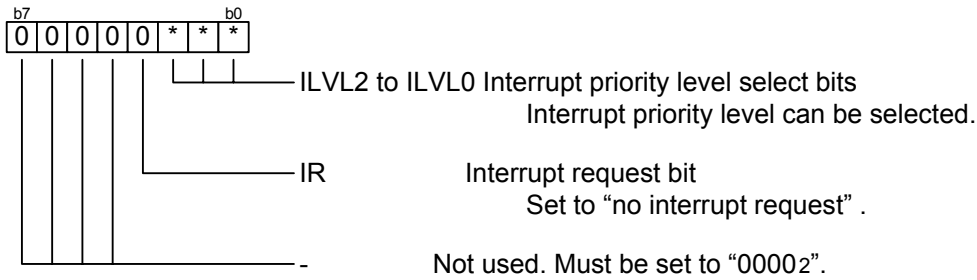 b7 b0
0 0 0 0 0 * * *
ILVL2 to ILVL0 Interrupt priority level select bits
Interrupt priority level can be selected.
IR Interrupt request bit
Set to “no interrupt request” .
- Not used. Must be set to “00002”.